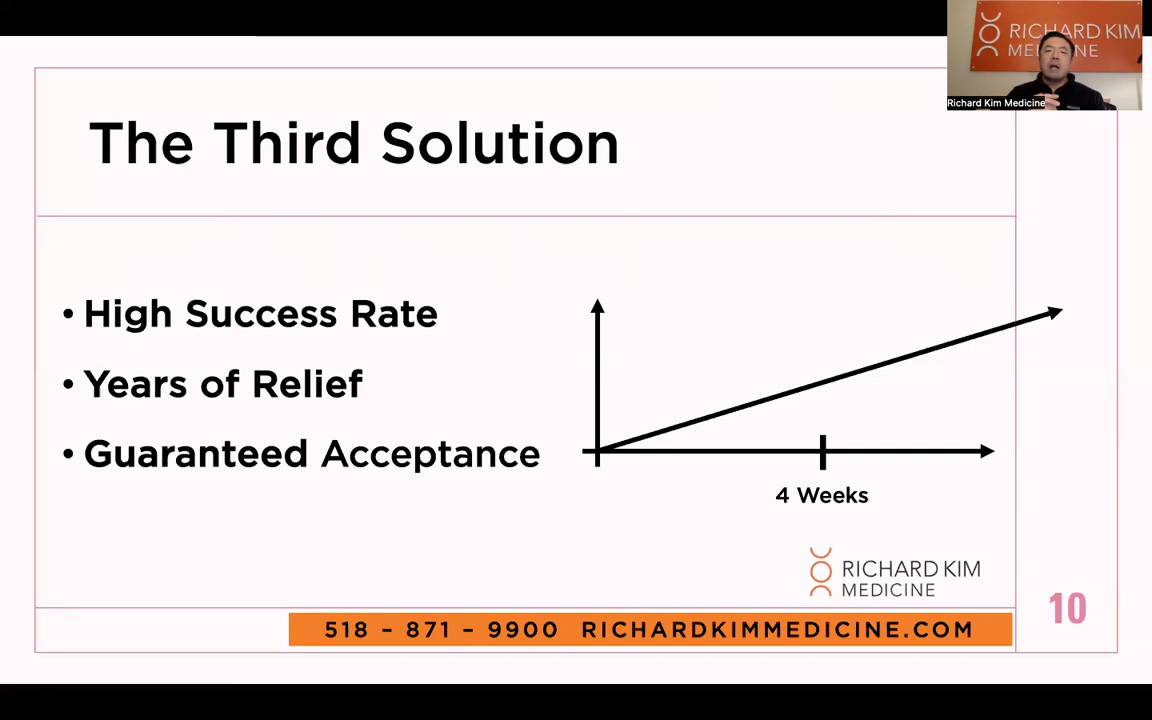 RICHARD KIM
MEDICINE
Richard Kim Medicine
The Third Solution
• High Success Rate
• Years of Relief
• Guaranteed Acceptance
4 Weeks
RICHARD KIM
MEDICINE
10
518 – 871 – 9900 RICHARDKIMMEDICINE.COM